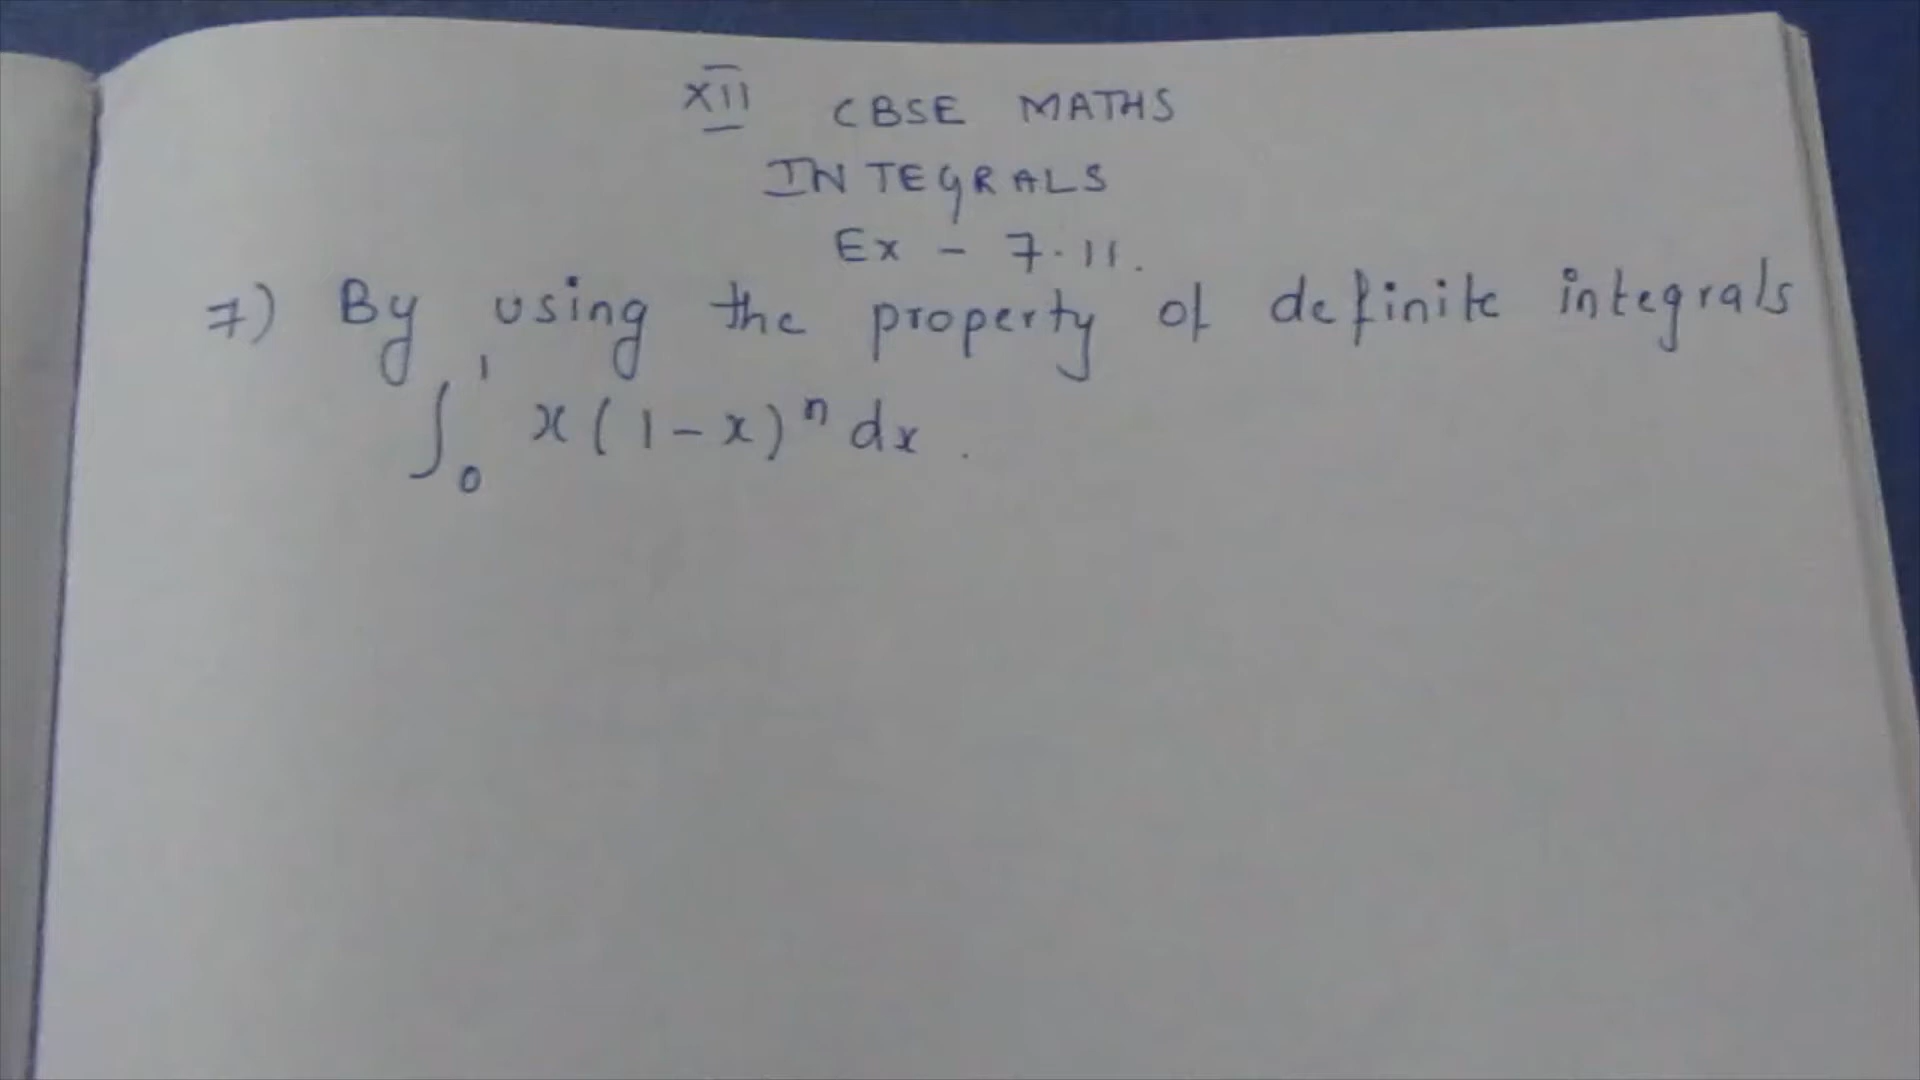 XII CBSE MATHS
INTEGRALS
Ex - 7.11.
7) By using the property of definite integrals
∫₀¹ x(1-x)ⁿ dx.